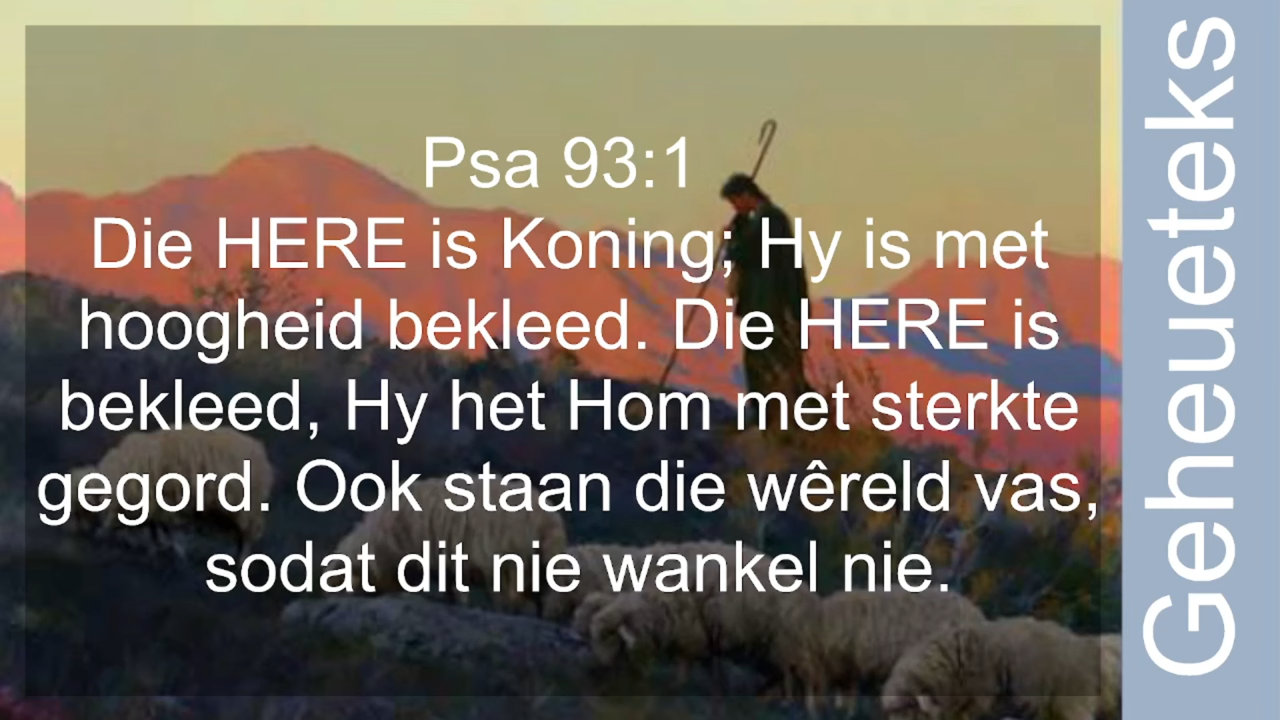 Psa 93:1
Die HERE is Koning; Hy is met
hoogheid bekleed. Die HERE is
bekleed, Hy het Hom met sterkte
gegord. Ook staan die wêreld vas,
sodat dit nie wankel nie.
Geheueteks